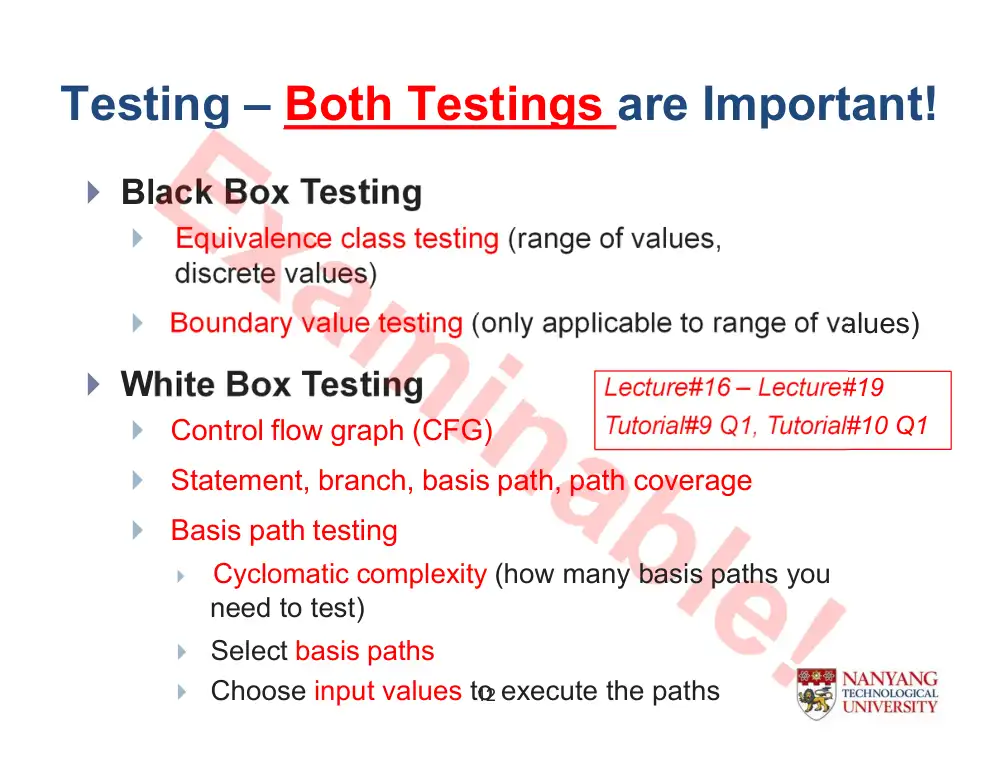 Testing – Both Testings are Important!
Black Box Testing
Equivalence class testing (range of values,
discrete values)
Boundary value testing (only applicable to range of values)
White Box Testing
Lecture#16 – Lecture#19
Tutorial#9 Q1, Tutorial#10 Q1
Control flow graph (CFG)
Statement, branch, basis path, path coverage
Basis path testing
Cyclomatic complexity (how many basis paths you
need to test)
Select basis paths
Choose input values to execute the paths
12
Examinable!
NANYANG
TECHNOLOGICAL
UNIVERSITY